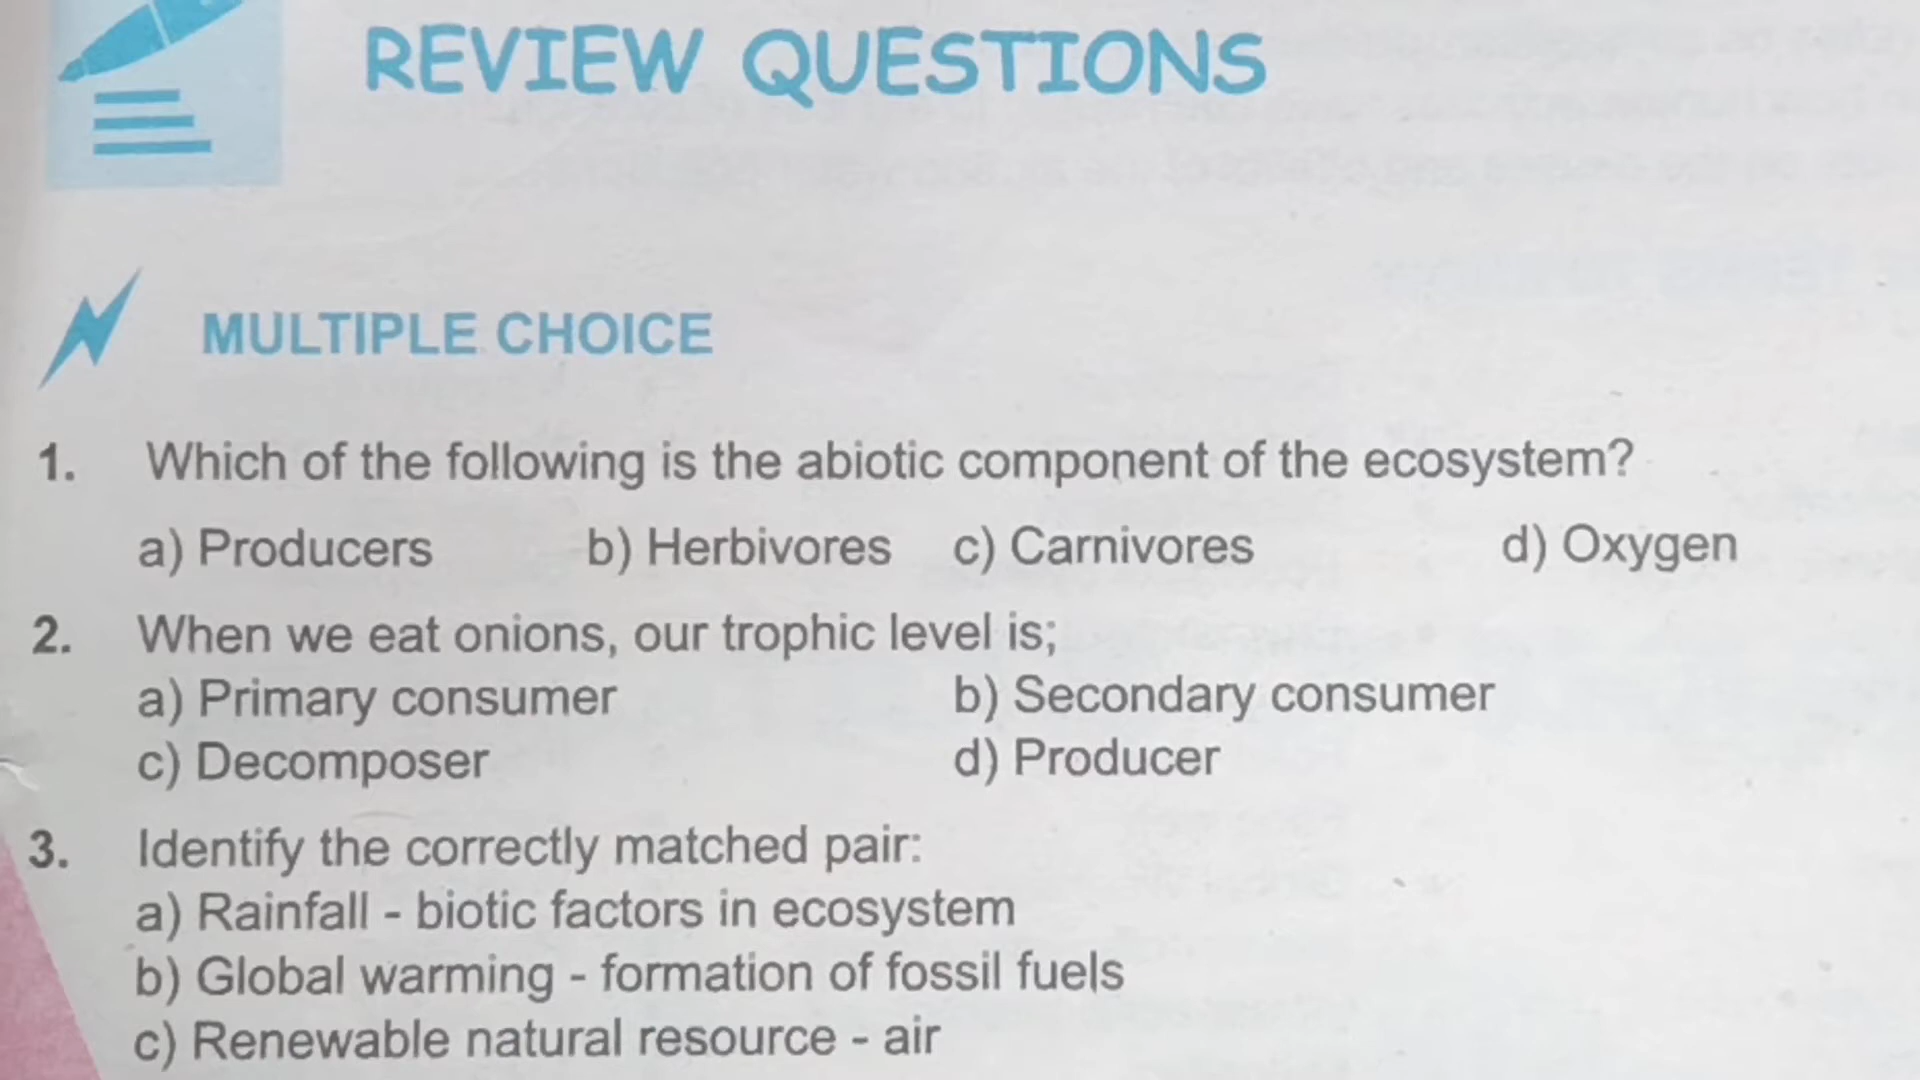 REVIEW QUESTIONS
MULTIPLE CHOICE
1. Which of the following is the abiotic component of the ecosystem?
a) Producers b) Herbivores c) Carnivores d) Oxygen
2. When we eat onions, our trophic level is;
a) Primary consumer b) Secondary consumer
c) Decomposer d) Producer
3. Identify the correctly matched pair:
a) Rainfall - biotic factors in ecosystem
b) Global warming - formation of fossil fuels
c) Renewable natural resource - air